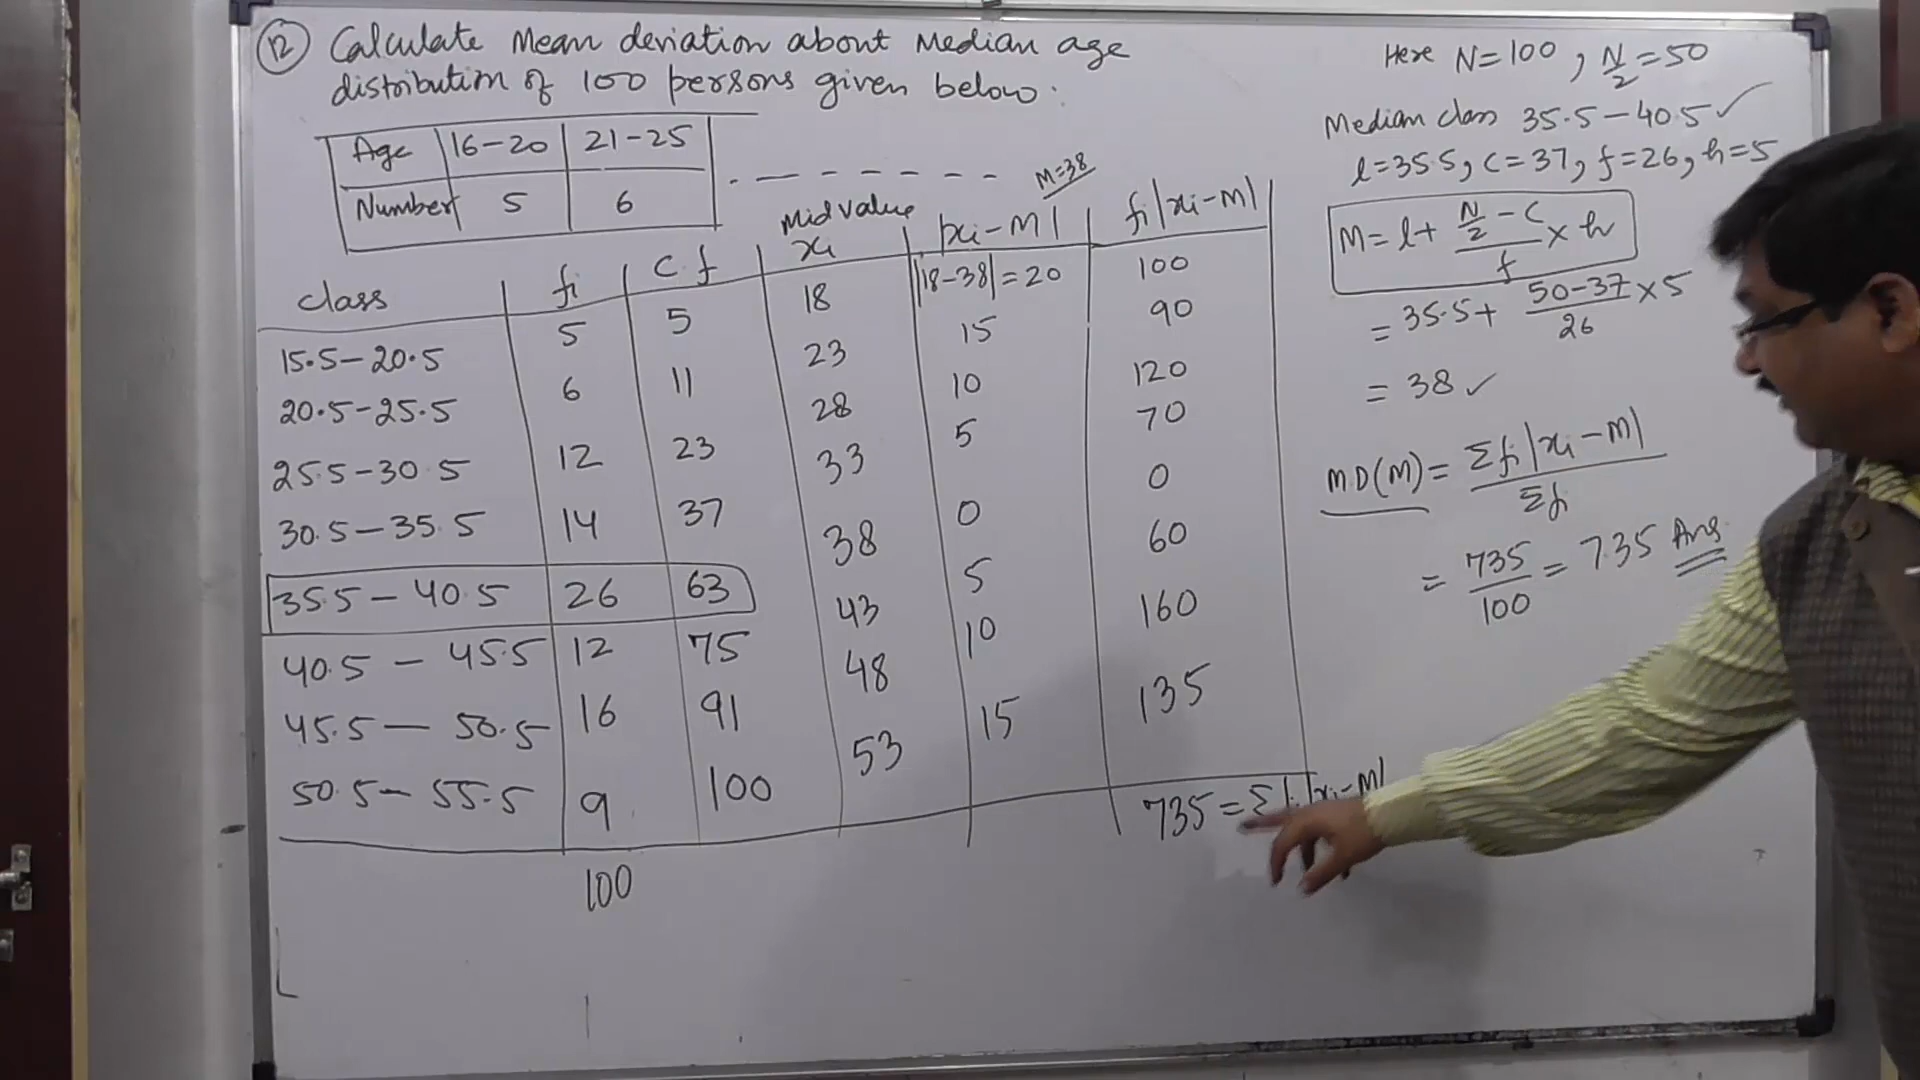 12 Calculate Mean deviation about Median age
distribution of 100 persons given below.
Age 16-20 21-25
Number 5 6 . - - - - - - -
class fi c.f Mid value xi |xi-M| M=38 fi|xi-M|
15.5-20.5 5 5 18 |18-38|=20 100
20.5-25.5 6 11 23 15 90
25.5-30.5 12 23 28 10 120
30.5-35.5 14 37 33 5 70
35.5-40.5 26 63 38 0 0
40.5-45.5 12 75 43 5 60
45.5-50.5 16 91 48 10 160
50.5-55.5 9 100 53 15 135
100 735=Σfi|xi-M|
Here N=100, N/2=50
Median class 35.5-40.5 ✓
l=35.5, c=37, f=26, h=5
M=l+(N/2-C)/f×h
=35.5+(50-37)/26×5
=38 ✓
MD(M)=Σfi|xi-M|/Σfi
=735/100=7.35 Ans